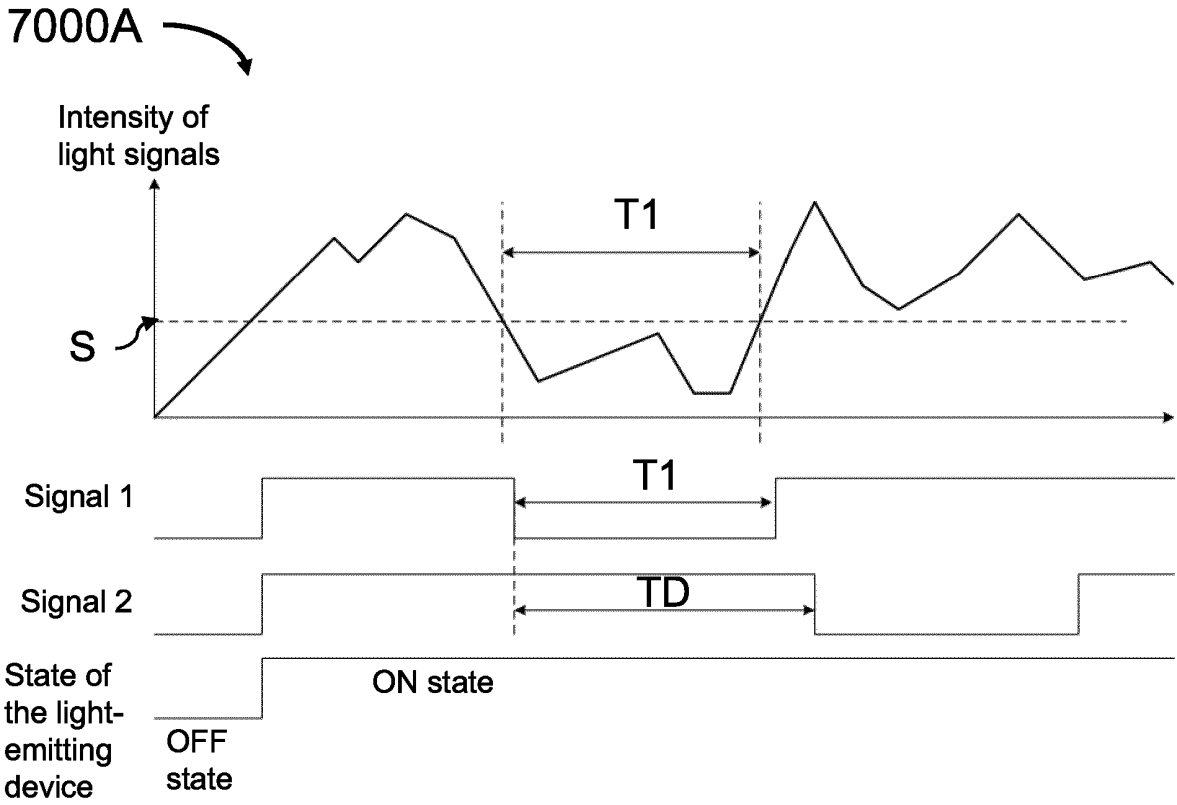 7000A
Intensity of
light signals
T1
S
T1
Signal 1
TD
Signal 2
State of
the light-
emitting
device
ON state
OFF
state